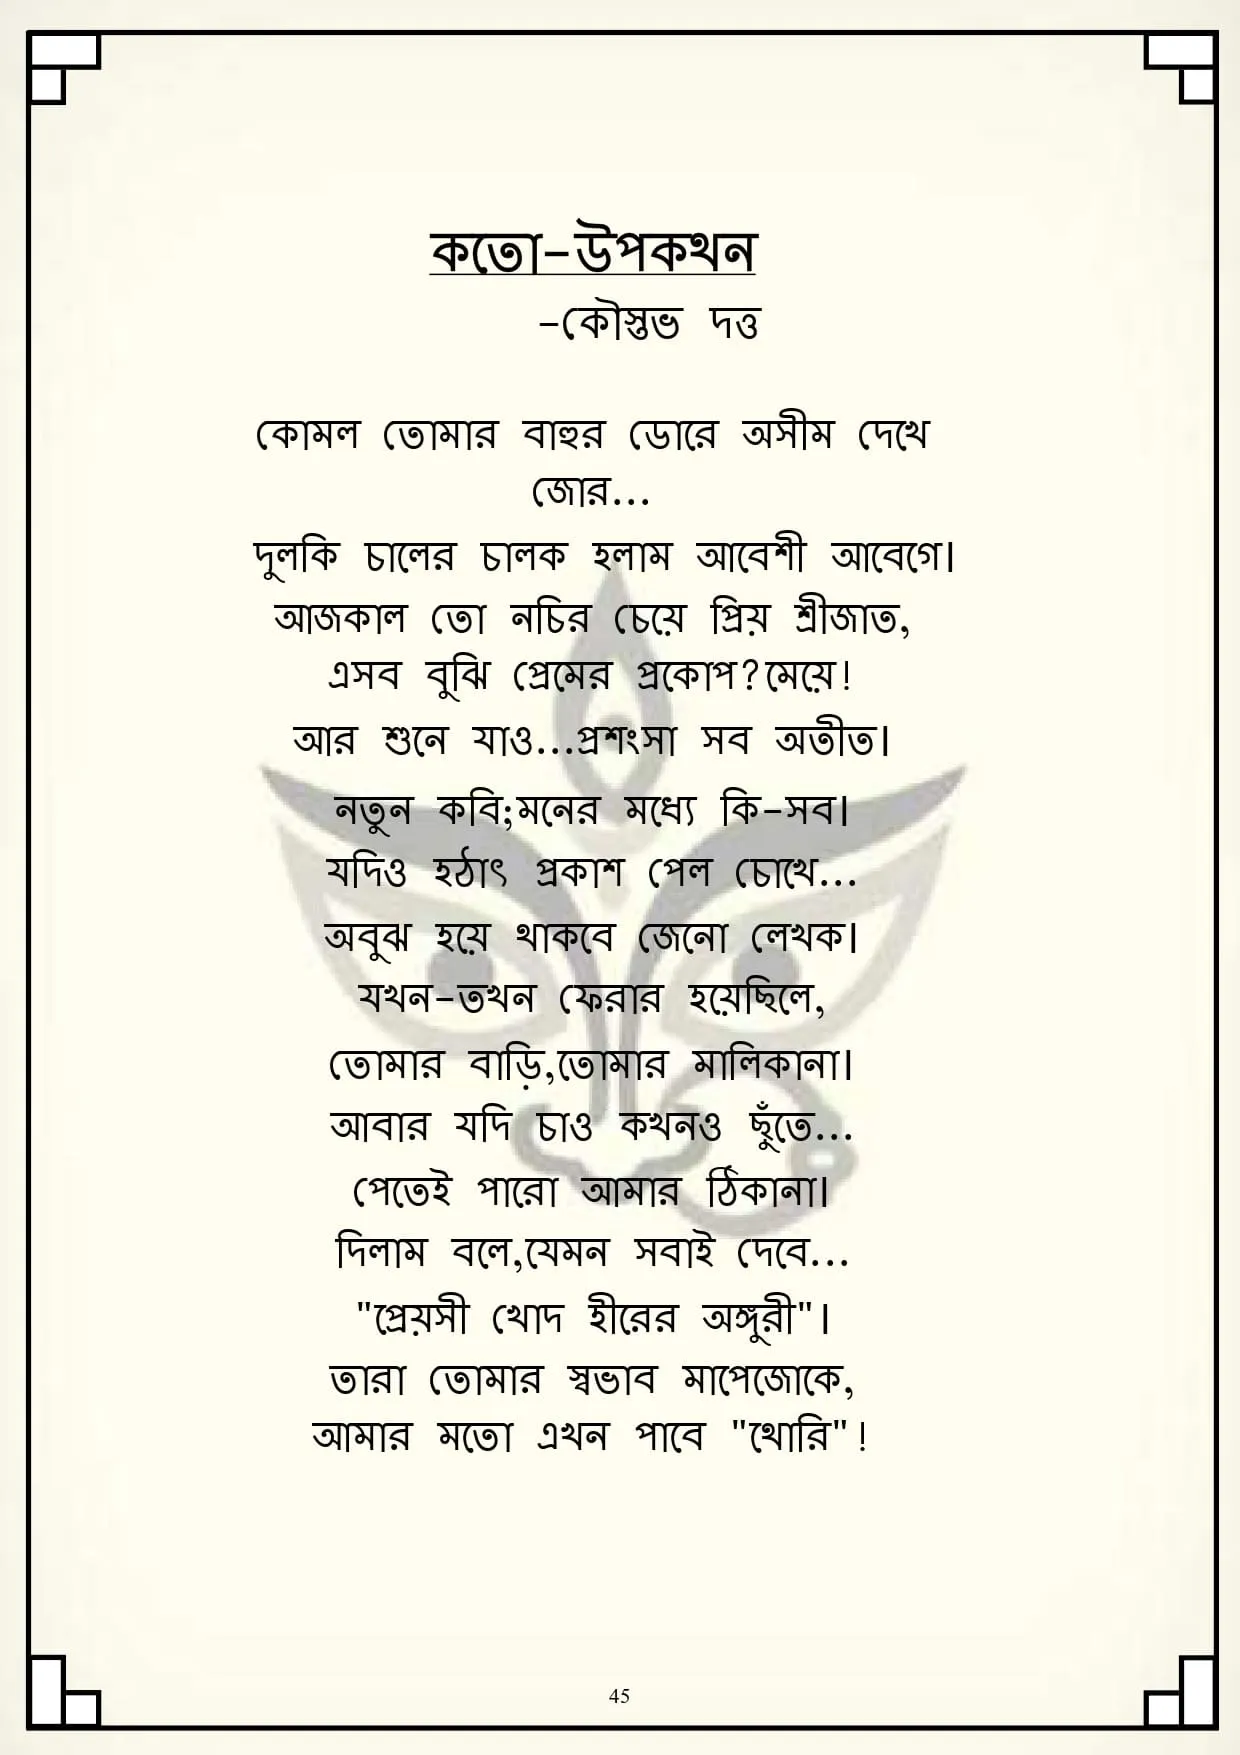 কতো-উপকথন
-কৌস্তভ দত্ত
কোমল তোমার বাহুর ডোরে অসীম দেখে
জোর...
দুলকি চালের চালক হলাম আবেশী আবেগে।
আজকাল তো নচির চেয়ে প্রিয় শ্রীজাত,
এসব বুঝি প্রেমের প্রকোপ?মেয়ে!
আর শুনে যাও...প্রশংসা সব অতীত।
নতুন কবি;মনের মধ্যে কি-সব।
যদিও হঠাৎ প্রকাশ পেল চোখে...
অবুঝ হয়ে থাকবে জেনো লেখক।
যখন-তখন ফেরার হয়েছিলে,
তোমার বাড়ি,তোমার মালিকানা।
আবার যদি চাও কখনও ছুঁতে...
পেতেই পারো আমার ঠিকানা।
দিলাম বলে,যেমন সবাই দেবে...
"প্রেয়সী খোদ হীরের অঙ্গুরী"।
তারা তোমার স্বভাব মাপেজোকে,
আমার মতো এখন পাবে "থোরি"!
45